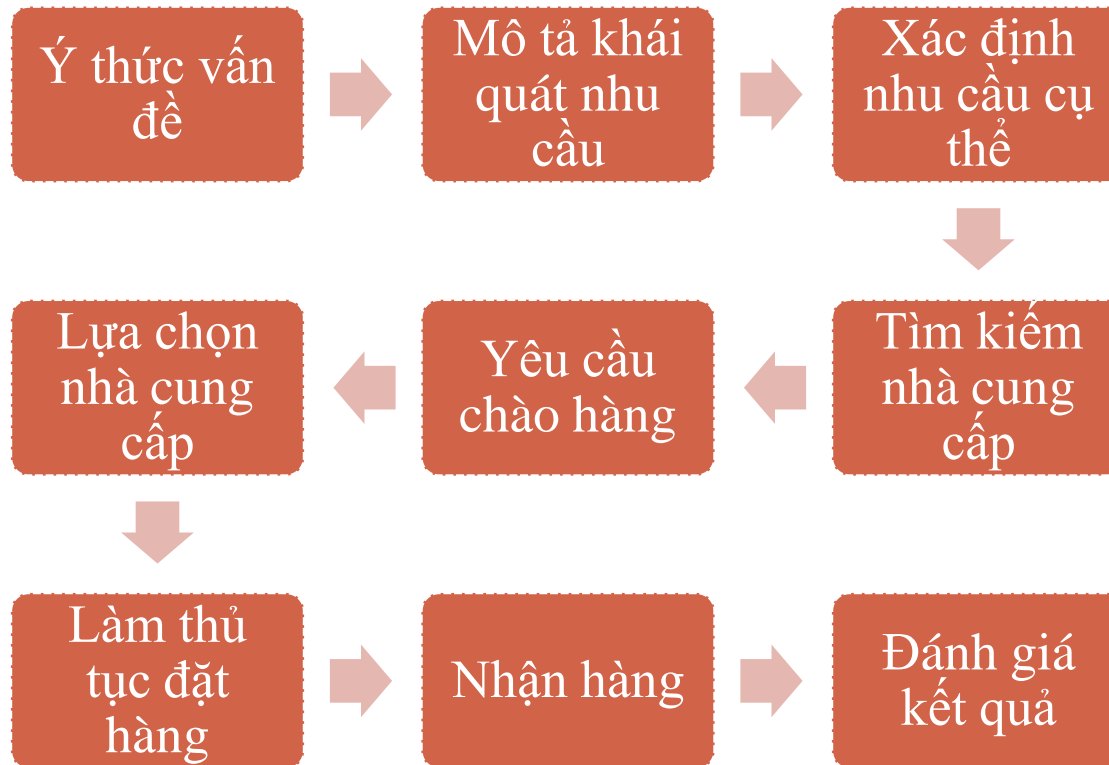 Ý thức vấn
đề
Mô tả khái
quát nhu
cầu
Xác định
nhu cầu cụ
thể
Tìm kiếm
nhà cung
cấp
Yêu cầu
chào hàng
Lựa chọn
nhà cung
cấp
Làm thủ
tục đặt
hàng
Nhận hàng
Đánh giá
kết quả